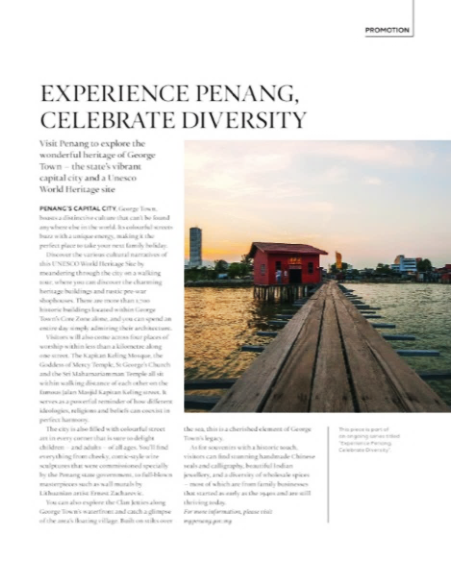 PROMOTION
EXPERIENCE PENANG,
CELEBRATE DIVERSITY
Visit Penang to explore the
wonderful heritage of George
Town – the state's vibrant
capital city and a Unesco
World Heritage site
PENANG'S CAPITAL CITY, George Town,
boasts a distinctive culture that can't be found
anywhere else in the world. Its colourful streets
buzz with a unique energy, making it the
perfect place to take your next family holiday.
Discover the various cultural narratives of
this UNESCO World Heritage Site by
meandering through the city on a walking
tour, where you can discover the charming
heritage buildings and rustic pre-war
shophouses. There are more than 1,700
historic buildings located within George
Town's Core Zone alone, and you can spend an
entire day simply admiring their architecture.
Visitors will also come across four places of
worship within less than a kilometre along
one street. The Kapitan Keling Mosque, the
Goddess of Mercy Temple, St George's Church
and the Sri Mahamariamman Temple all sit
within walking distance of each other on the
famous Jalan Masjid Kapitan Keling street. It
serves as a powerful reminder of how different
ideologies, religions and beliefs can coexist in
perfect harmony.
The city is also filled with colourful street
art in every corner that is sure to delight
children – and adults – of all ages. You'll find
everything from cheeky, comic-style wire
sculptures that were commissioned specially
by the Penang state government, to full-blown
masterpieces such as wall murals by
Lithuanian artist Ernest Zacharevic.
You can also explore the Clan Jetties along
George Town's waterfront and catch a glimpse
of the area's floating village. Built on stilts over
the sea, this is a cherished element of George
Town's legacy.
As for souvenirs with a historic touch,
visitors can find stunning handmade Chinese
seals and calligraphy, beautiful Indian
jewellery, and a diversity of wholesale spices
– most of which are from family businesses
that started as early as the 1940s and are still
thriving today.
For more information, please visit
mypenang.gov.my
This piece is part of
an ongoing series titled
"Experience Penang,
Celebrate Diversity"